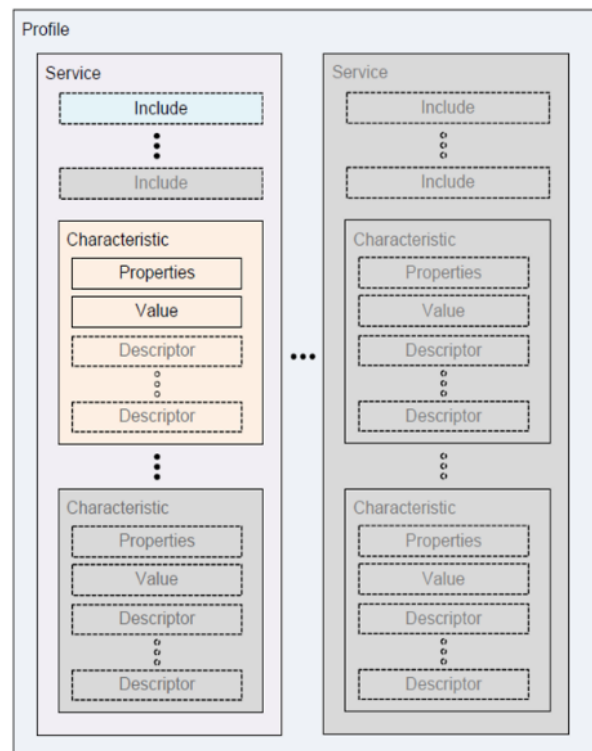 Profile
Service
Include
Include
Characteristic
Properties
Value
Descriptor
Descriptor
Characteristic
Properties
Value
Descriptor
Descriptor
Service
Include
Include
Characteristic
Properties
Value
Descriptor
Descriptor
Characteristic
Properties
Value
Descriptor
Descriptor